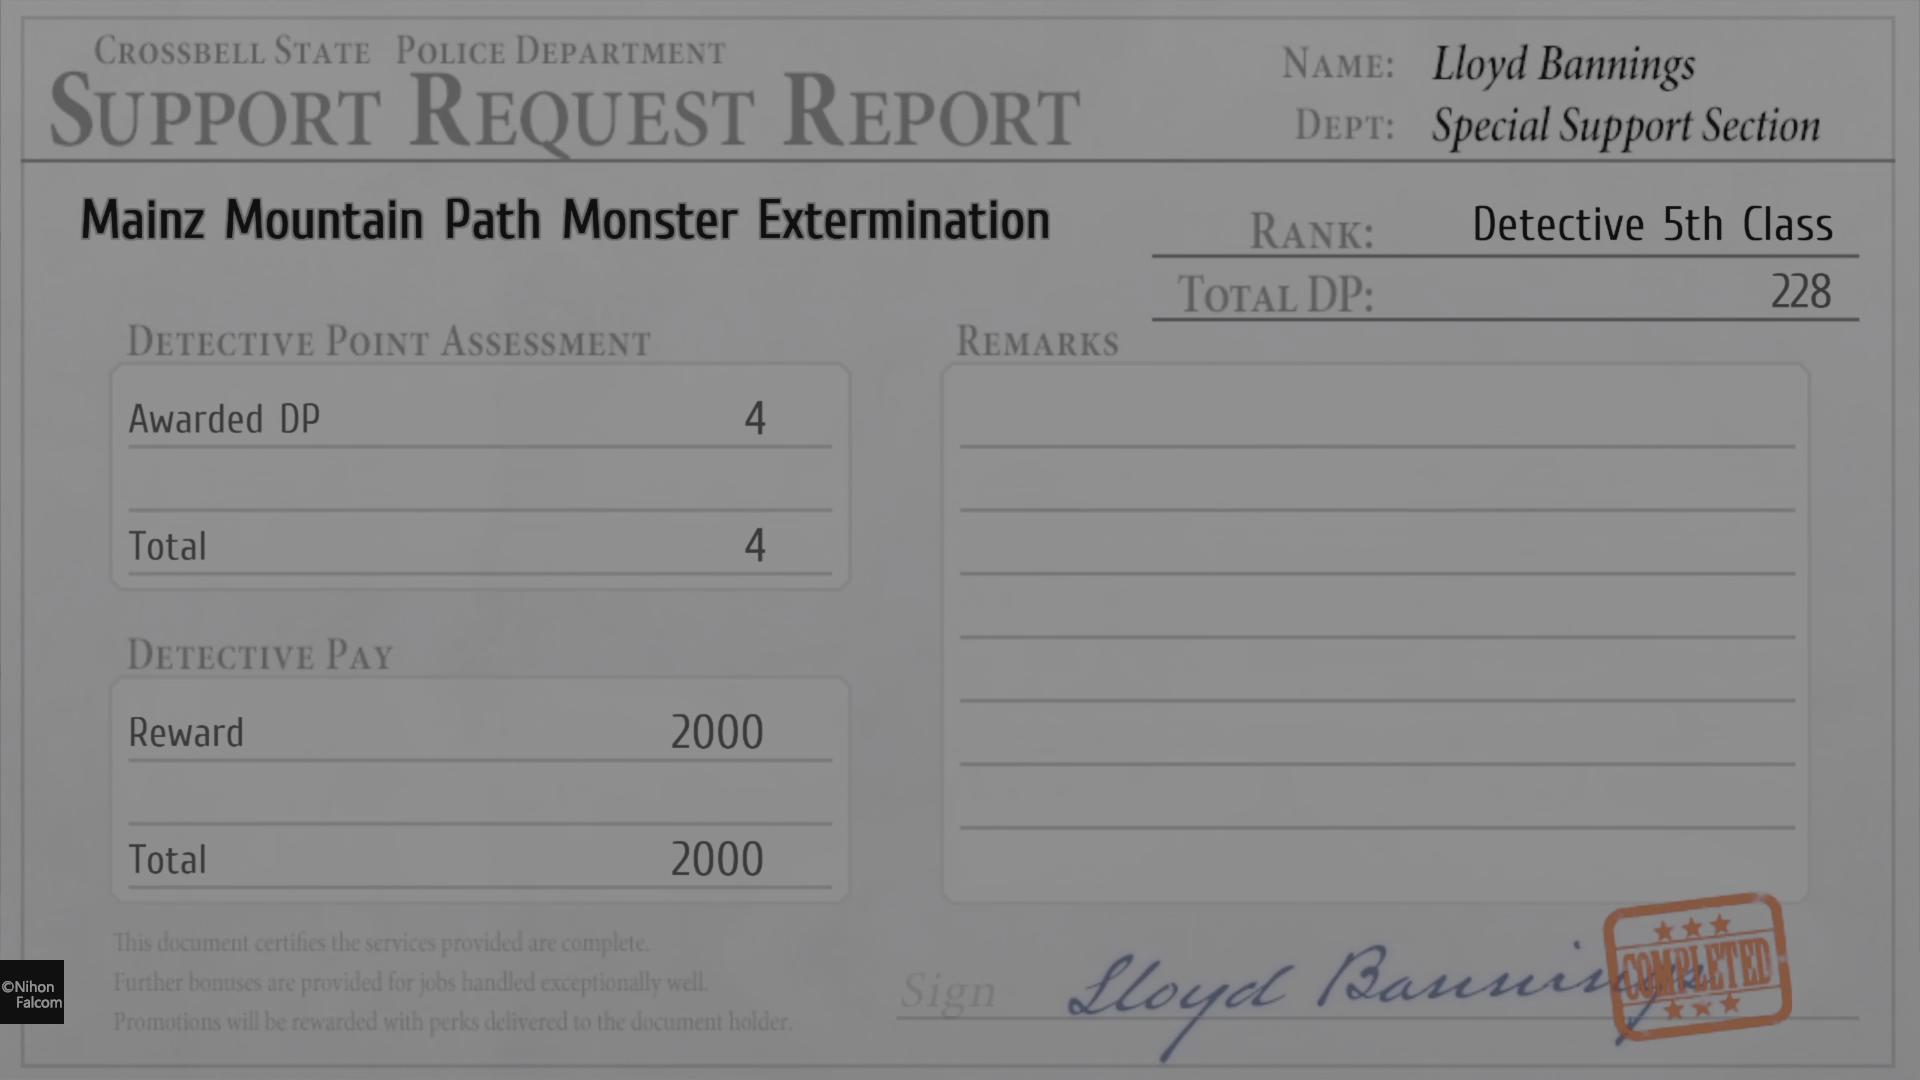 Crossbell State Police Department
Support Request Report
Name: Lloyd Bannings
Dept: Special Support Section
Mainz Mountain Path Monster Extermination
Rank: Detective 5th Class
Total DP: 228
Detective Point Assessment
Awarded DP 4
Total 4
Detective Pay
Reward 2000
Total 2000
Remarks
This document certifies the services provided are complete.
Further bonuses are provided for jobs handled exceptionally well.
Promotions will be rewarded with perks delivered to the document holder.
Sign Lloyd Bannings
COMPLETED
©Nihon
Falcom